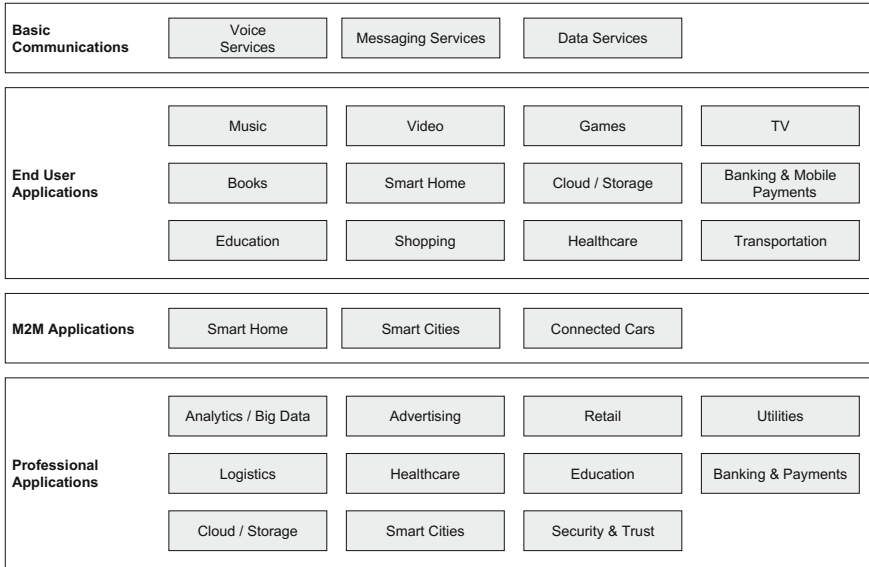 Basic
Communications
Voice
Services
Messaging Services
Data Services
End User
Applications
Music
Video
Games
TV
Books
Smart Home
Cloud / Storage
Banking & Mobile
Payments
Education
Shopping
Healthcare
Transportation
M2M Applications
Smart Home
Smart Cities
Connected Cars
Professional
Applications
Analytics / Big Data
Advertising
Retail
Utilities
Logistics
Healthcare
Education
Banking & Payments
Cloud / Storage
Smart Cities
Security & Trust